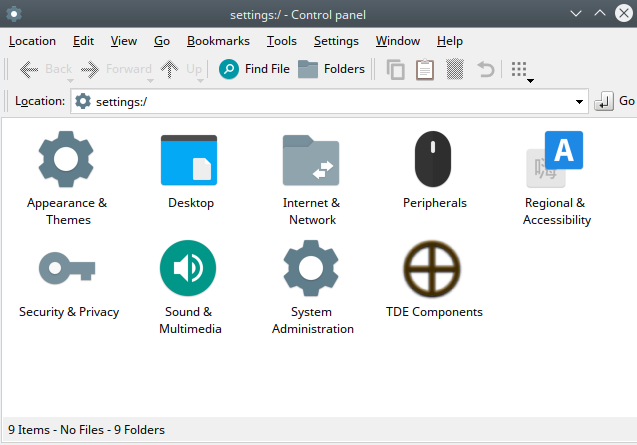 settings:/ - Control panel
Location Edit View Go Bookmarks Tools Settings Window Help
Back Forward Up Find File Folders
Location: settings:/ Go
A
嗨
Appearance & Themes
Desktop
Internet & Network
Peripherals
Regional & Accessibility
Security & Privacy
Sound & Multimedia
System Administration
TDE Components
9 Items - No Files - 9 Folders